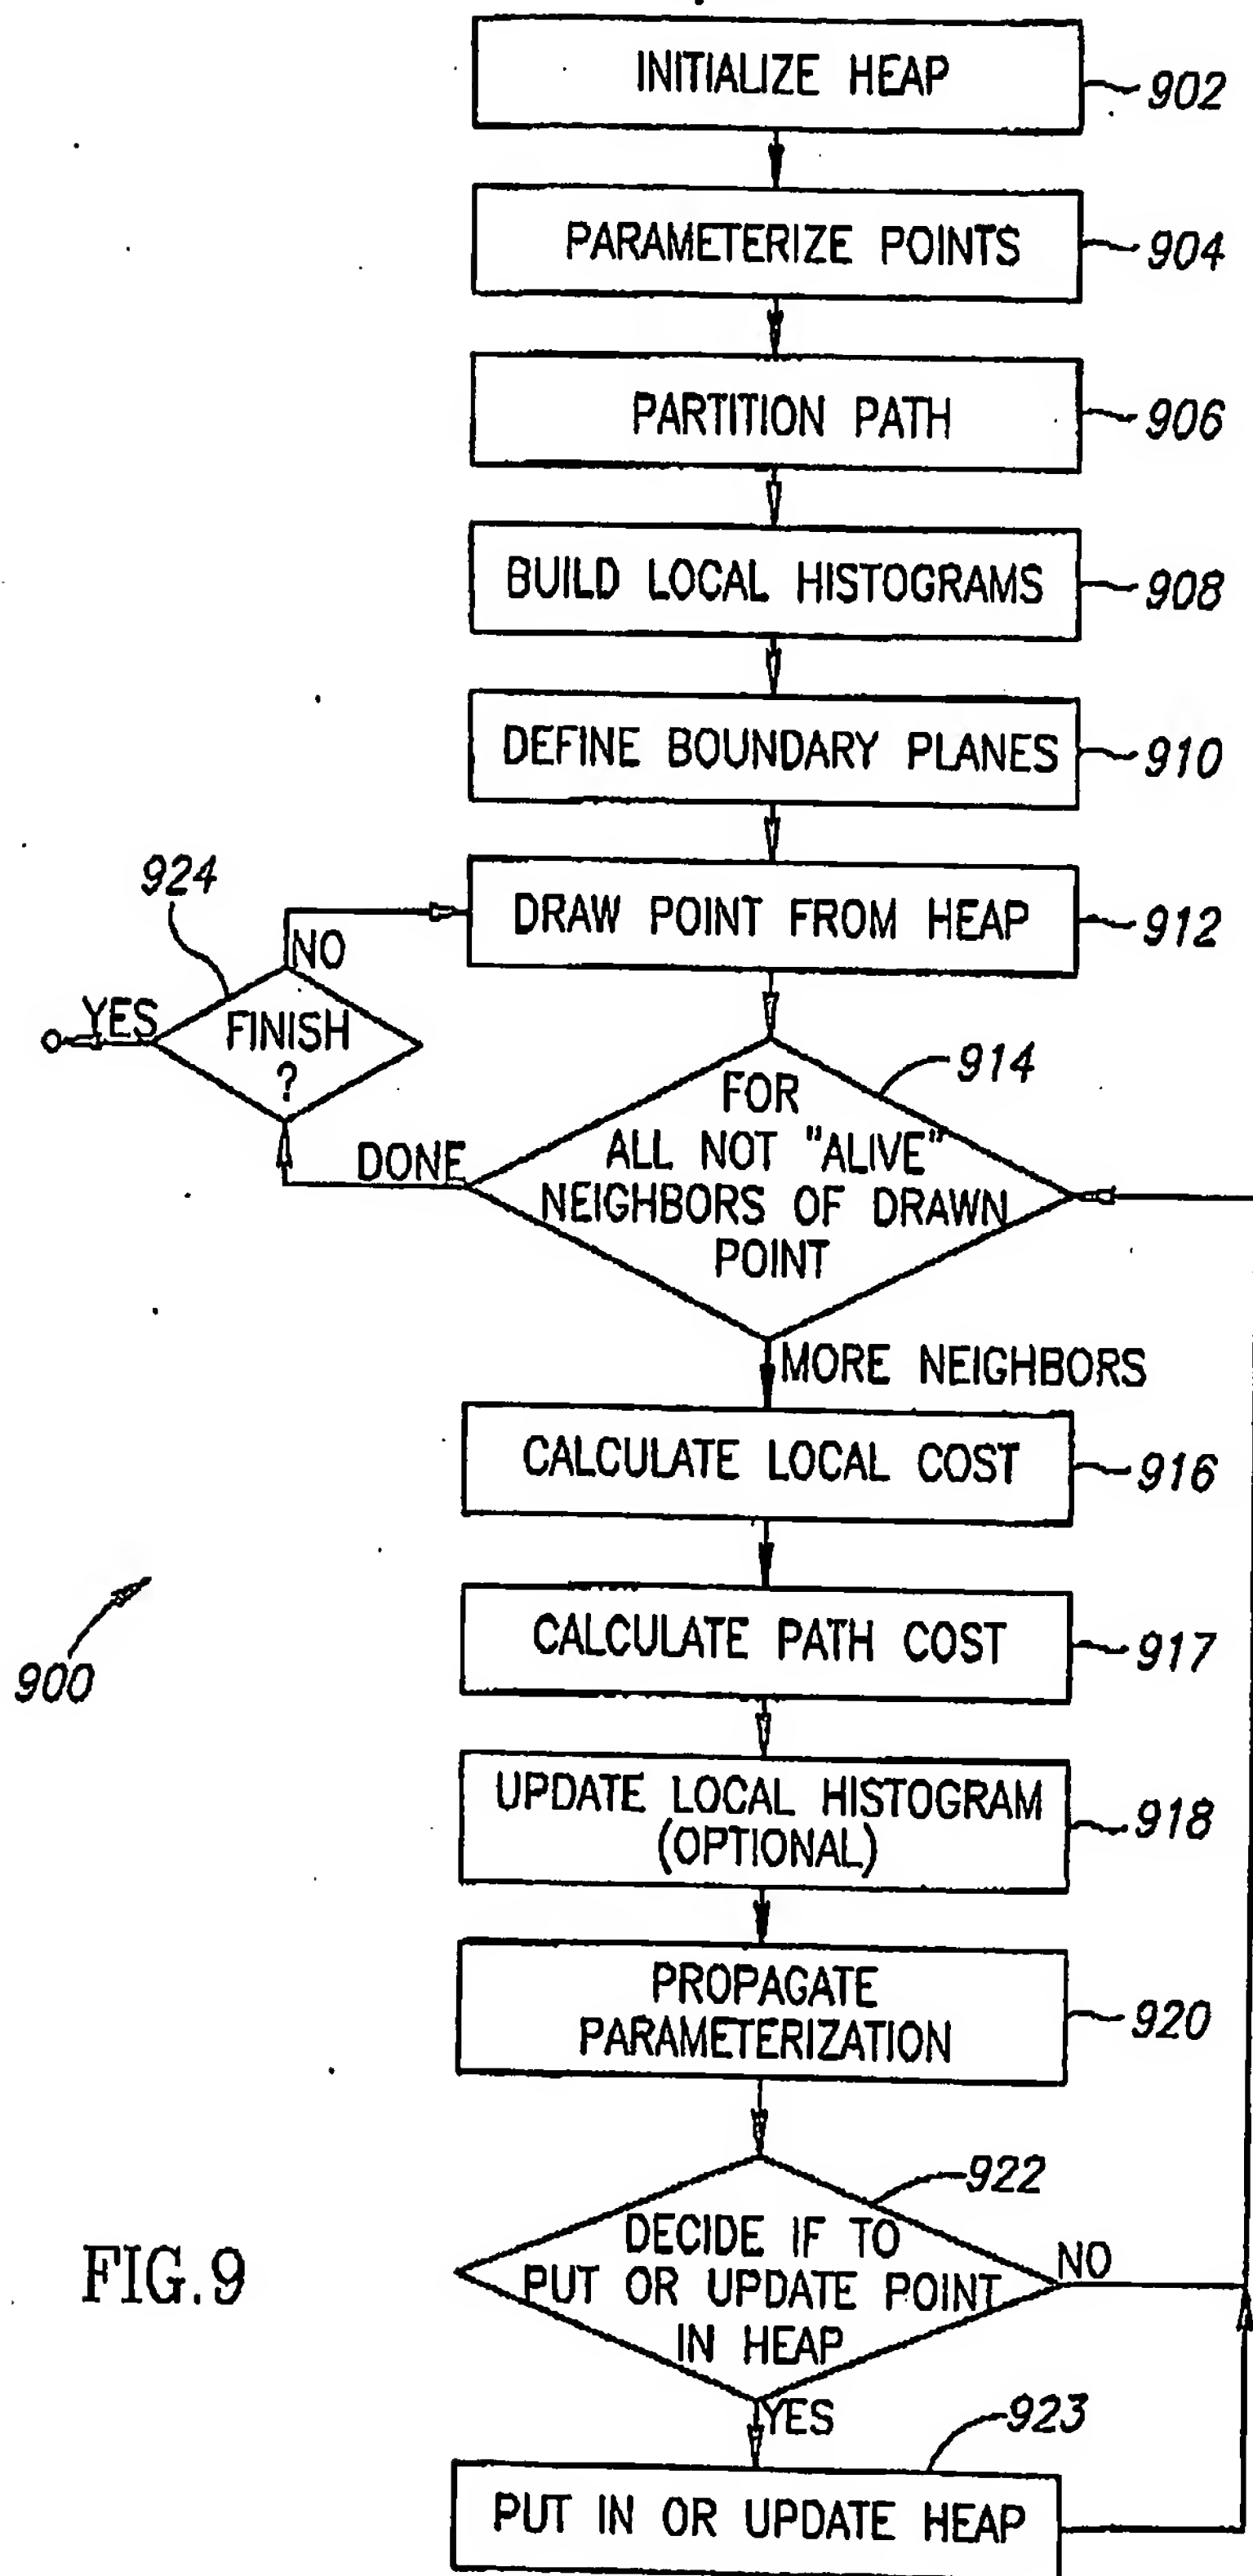 INITIALIZE HEAP
902
PARAMETERIZE POINTS
904
PARTITION PATH
906
BUILD LOCAL HISTOGRAMS
908
DEFINE BOUNDARY PLANES
910
924
DRAW POINT FROM HEAP
912
NO
YES
FINISH
?
914
FOR
ALL NOT "ALIVE"
NEIGHBORS OF DRAWN
POINT
DONE
MORE NEIGHBORS
CALCULATE LOCAL COST
916
CALCULATE PATH COST
917
900
UPDATE LOCAL HISTOGRAM
(OPTIONAL)
918
PROPAGATE
PARAMETERIZATION
920
922
DECIDE IF TO
PUT OR UPDATE POINT
IN HEAP
NO
FIG.9
YES
923
PUT IN OR UPDATE HEAP